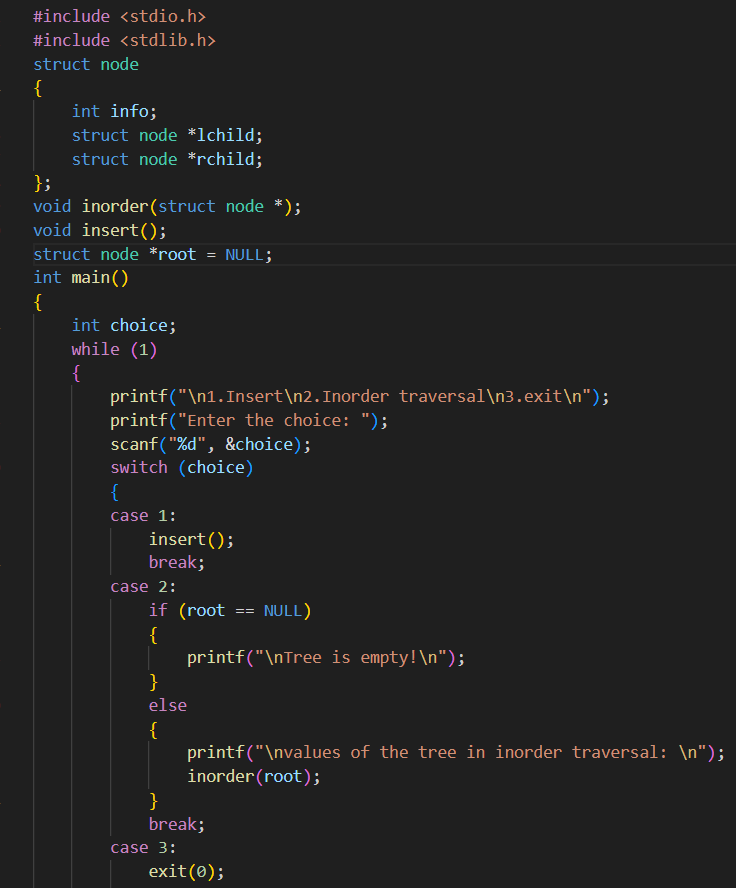 #include <stdio.h>
#include <stdlib.h>
struct node
{
    int info;
    struct node *lchild;
    struct node *rchild;
};
void inorder(struct node *);
void insert();
struct node *root = NULL;
int main()
{
    int choice;
    while (1)
    {
        printf("\n1.Insert\n2.Inorder traversal\n3.exit\n");
        printf("Enter the choice: ");
        scanf("%d", &choice);
        switch (choice)
        {
        case 1:
            insert();
            break;
        case 2:
            if (root == NULL)
            {
                printf("\nTree is empty!\n");
            }
            else
            {
                printf("\nvalues of the tree in inorder traversal: \n");
                inorder(root);
            }
            break;
        case 3:
            exit(0);